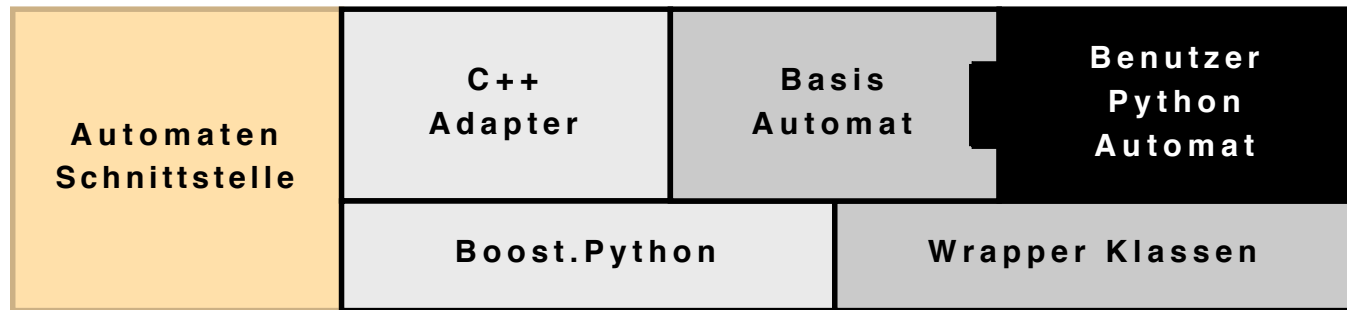 Automaten
Schnittstelle
C++
Adapter
Basis
Automat
Benutzer
Python
Automat
Boost.Python
Wrapper Klassen